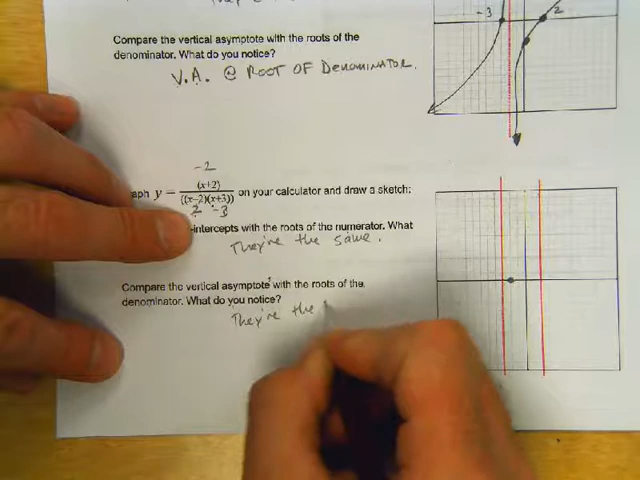 -3
2
Compare the vertical asymptote with the roots of the
denominator. What do you notice?
V.A. @ ROOT OF DENOMINATOR.
-2
aph y = (x+2) / ((x-2)(x+3)) on your calculator and draw a sketch:
2 -3
-intercepts with the roots of the numerator. What
They're the same.
Compare the vertical asymptote with the roots of the
denominator. What do you notice?
They're the